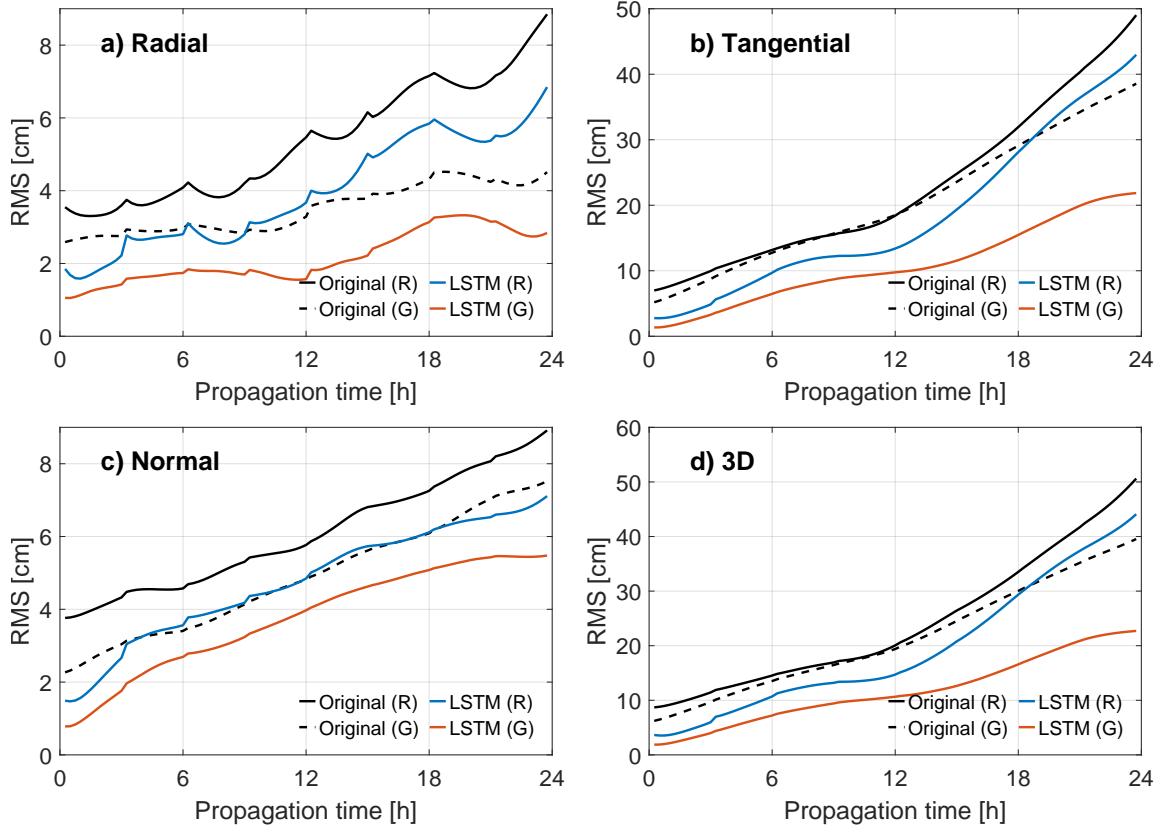 a) Radial
RMS [cm]
8
6
4
2
0
Original (R) LSTM (R)
Original (G) LSTM (G)
0 6 12 18 24
Propagation time [h]
b) Tangential
RMS [cm]
50
40
30
20
10
0
Original (R) LSTM (R)
Original (G) LSTM (G)
0 6 12 18 24
Propagation time [h]
c) Normal
RMS [cm]
8
6
4
2
0
Original (R) LSTM (R)
Original (G) LSTM (G)
0 6 12 18 24
Propagation time [h]
d) 3D
RMS [cm]
60
50
40
30
20
10
0
Original (R) LSTM (R)
Original (G) LSTM (G)
0 6 12 18 24
Propagation time [h]